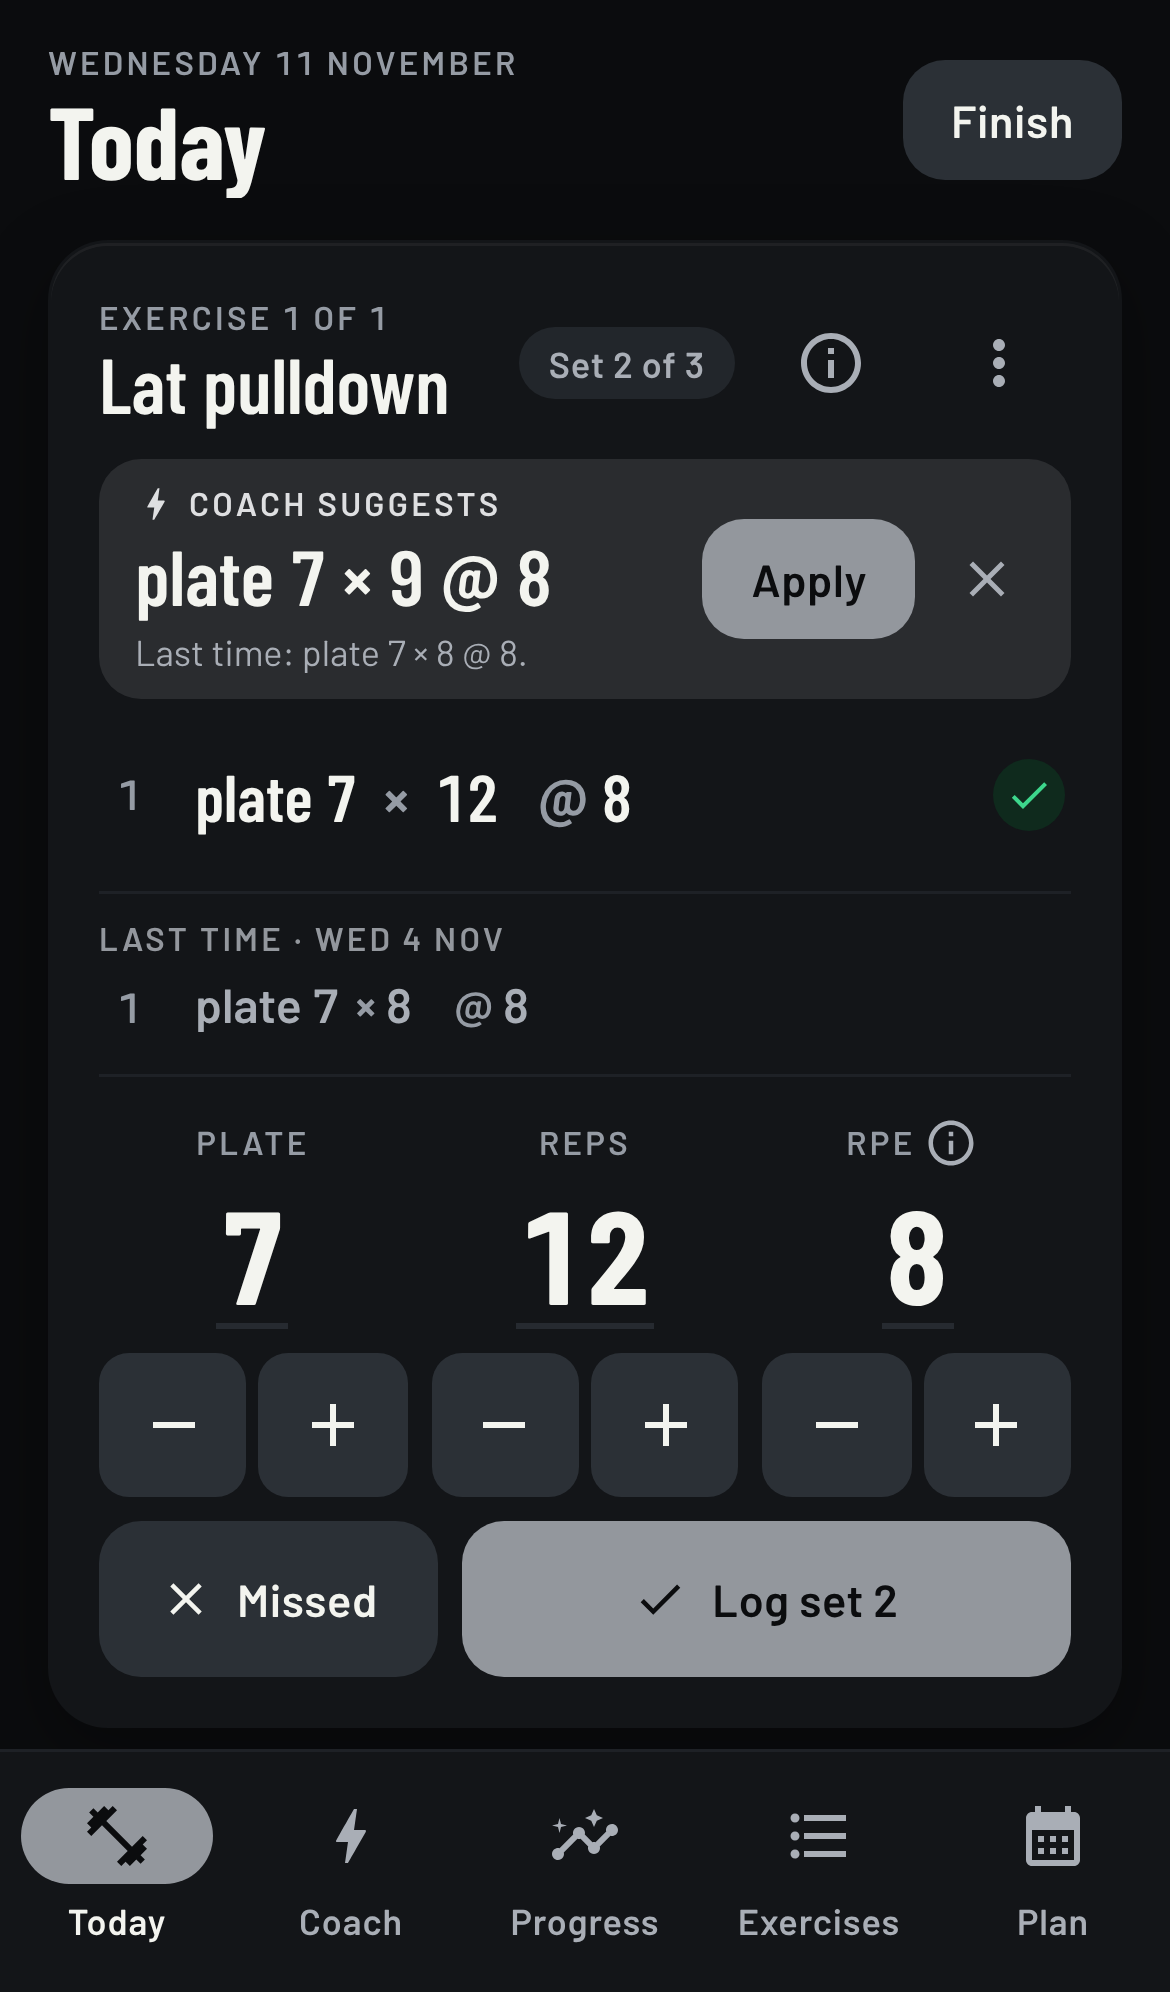 WEDNESDAY 11 NOVEMBER
Today
Finish
EXERCISE 1 OF 1
Lat pulldown
Set 2 of 3
COACH SUGGESTS
plate 7 × 9 @ 8
Last time: plate 7 × 8 @ 8.
Apply
1 plate 7 × 12 @ 8
LAST TIME · WED 4 NOV
1 plate 7 × 8 @ 8
PLATE REPS RPE
7 12 8
Missed
Log set 2
Today Coach Progress Exercises Plan